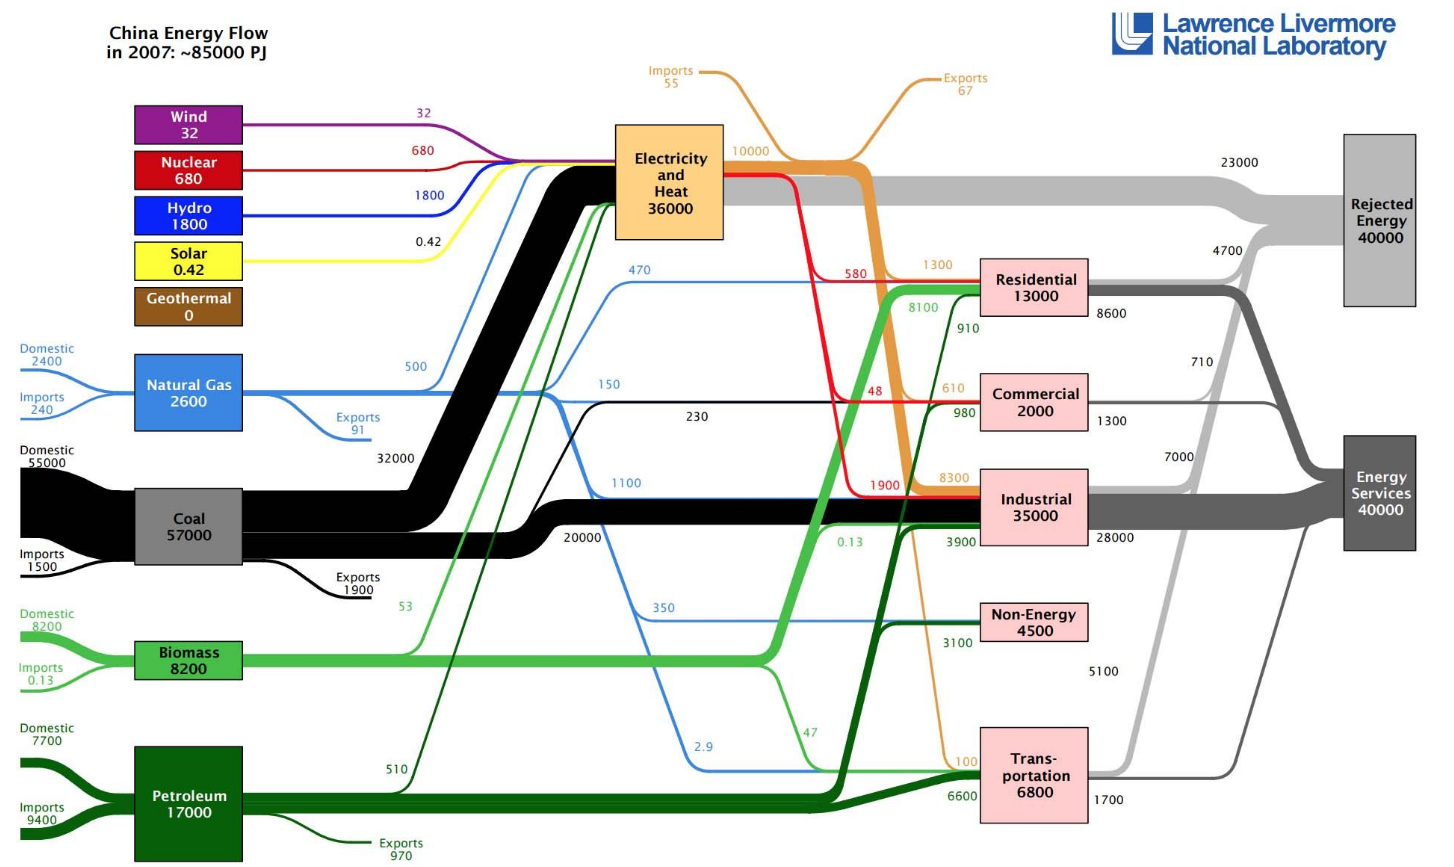 China Energy Flow
in 2007: ~85000 PJ
Lawrence Livermore
National Laboratory
Imports
55
Exports
67
Wind
32
32
Nuclear
680
680
Hydro
1800
1800
Solar
0.42
0.42
Geothermal
0
Electricity
and
Heat
36000
10000
23000
Rejected
Energy
40000
4700
470
580
1300
Residential
13000
8100
910
8600
Domestic
2400
Imports
240
Natural Gas
2600
500
Exports
91
150
230
48
610
980
Commercial
2000
710
1300
Domestic
55000
Imports
1500
Coal
57000
32000
Exports
1900
1100
20000
1900
8300
0.13
3900
Industrial
35000
7000
28000
Energy
Services
40000
Domestic
8200
Imports
0.13
Biomass
8200
53
350
3100
Non-Energy
4500
5100
Domestic
7700
Imports
9400
Petroleum
17000
510
Exports
970
2.9
47
100
6600
Trans-
portation
6800
1700